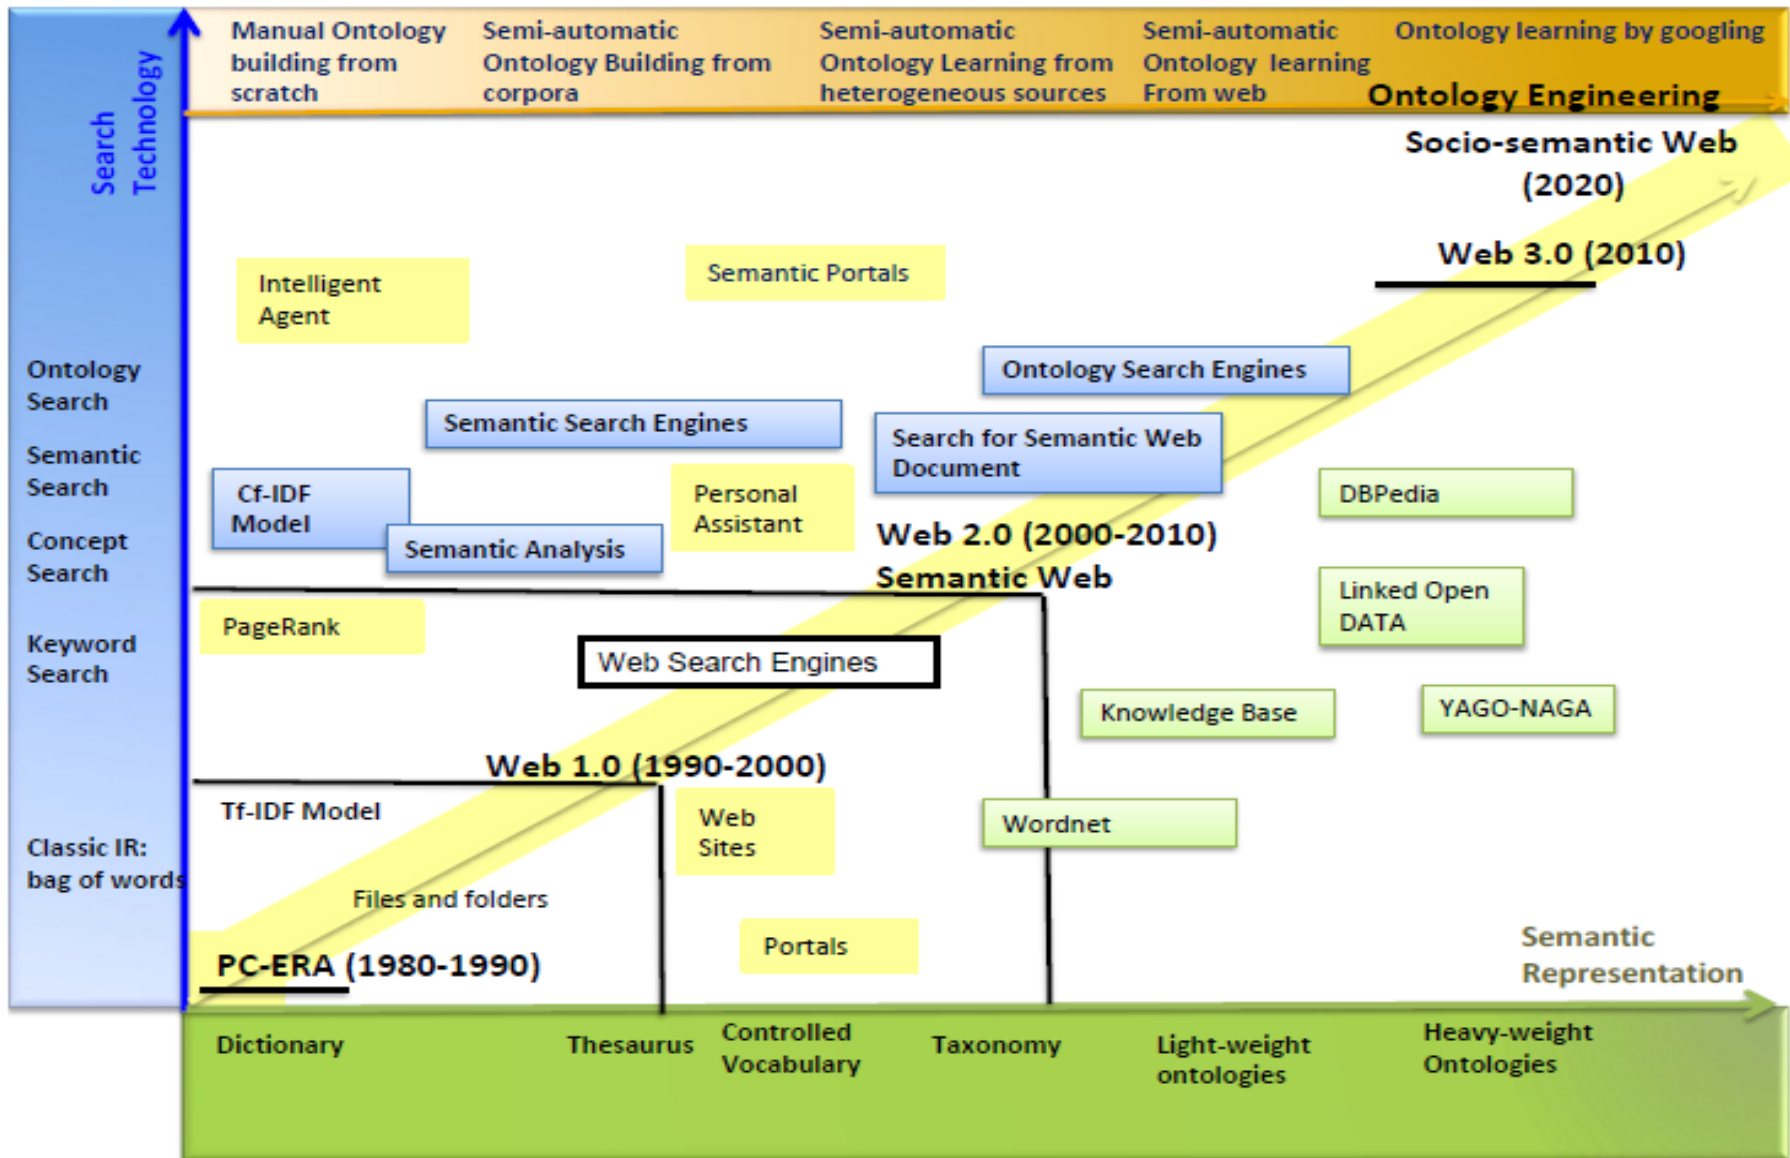 Manual Ontology
building from
scratch
Semi-automatic
Ontology Building from
corpora
Semi-automatic
Ontology Learning from
heterogeneous sources
Semi-automatic
Ontology learning
From web
Ontology learning by googling
Ontology Engineering
Search
Technology
Socio-semantic Web
(2020)
Web 3.0 (2010)
Intelligent
Agent
Semantic Portals
Ontology
Search
Ontology Search Engines
Semantic Search Engines
Search for Semantic Web
Document
Semantic
Search
Cf-IDF
Model
Personal
Assistant
DBPedia
Concept
Search
Semantic Analysis
Web 2.0 (2000-2010)
Semantic Web
Linked Open
DATA
PageRank
Keyword
Search
Web Search Engines
Knowledge Base
YAGO-NAGA
Web 1.0 (1990-2000)
Tf-IDF Model
Web
Sites
Wordnet
Classic IR:
bag of words
Files and folders
Portals
PC-ERA (1980-1990)
Semantic
Representation
Dictionary
Thesaurus
Controlled
Vocabulary
Taxonomy
Light-weight
ontologies
Heavy-weight
Ontologies